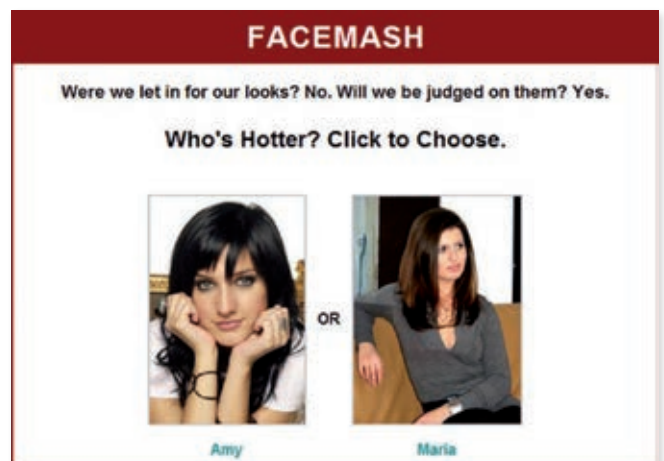 FACEMASH
Were we let in for our looks? No. Will we be judged on them? Yes.
Who's Hotter? Click to Choose.
OR
Amy
Maria